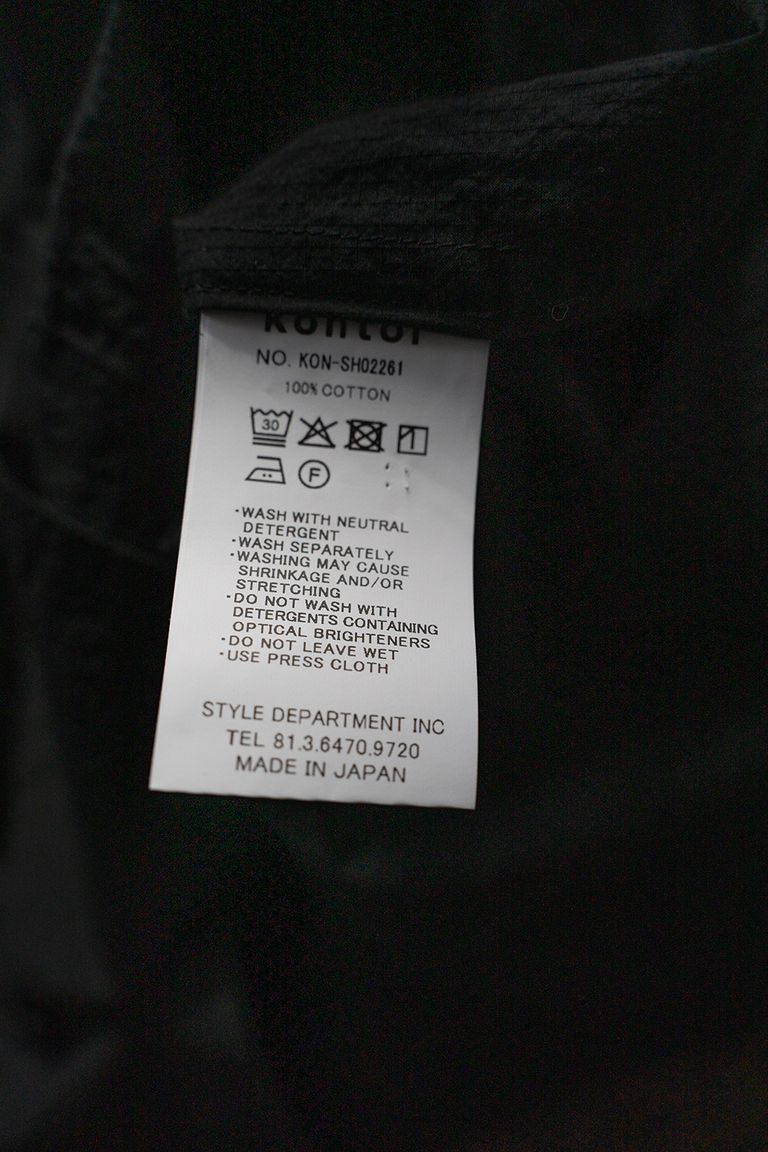 kontor
NO. KON-SH02261
100% COTTON
30
F
·WASH WITH NEUTRAL
DETERGENT
·WASH SEPARATELY
·WASHING MAY CAUSE
SHRINKAGE AND/OR
STRETCHING
·DO NOT WASH WITH
DETERGENTS CONTAINING
OPTICAL BRIGHTENERS
·DO NOT LEAVE WET
·USE PRESS CLOTH
STYLE DEPARTMENT INC
TEL 81.3.6470.9720
MADE IN JAPAN